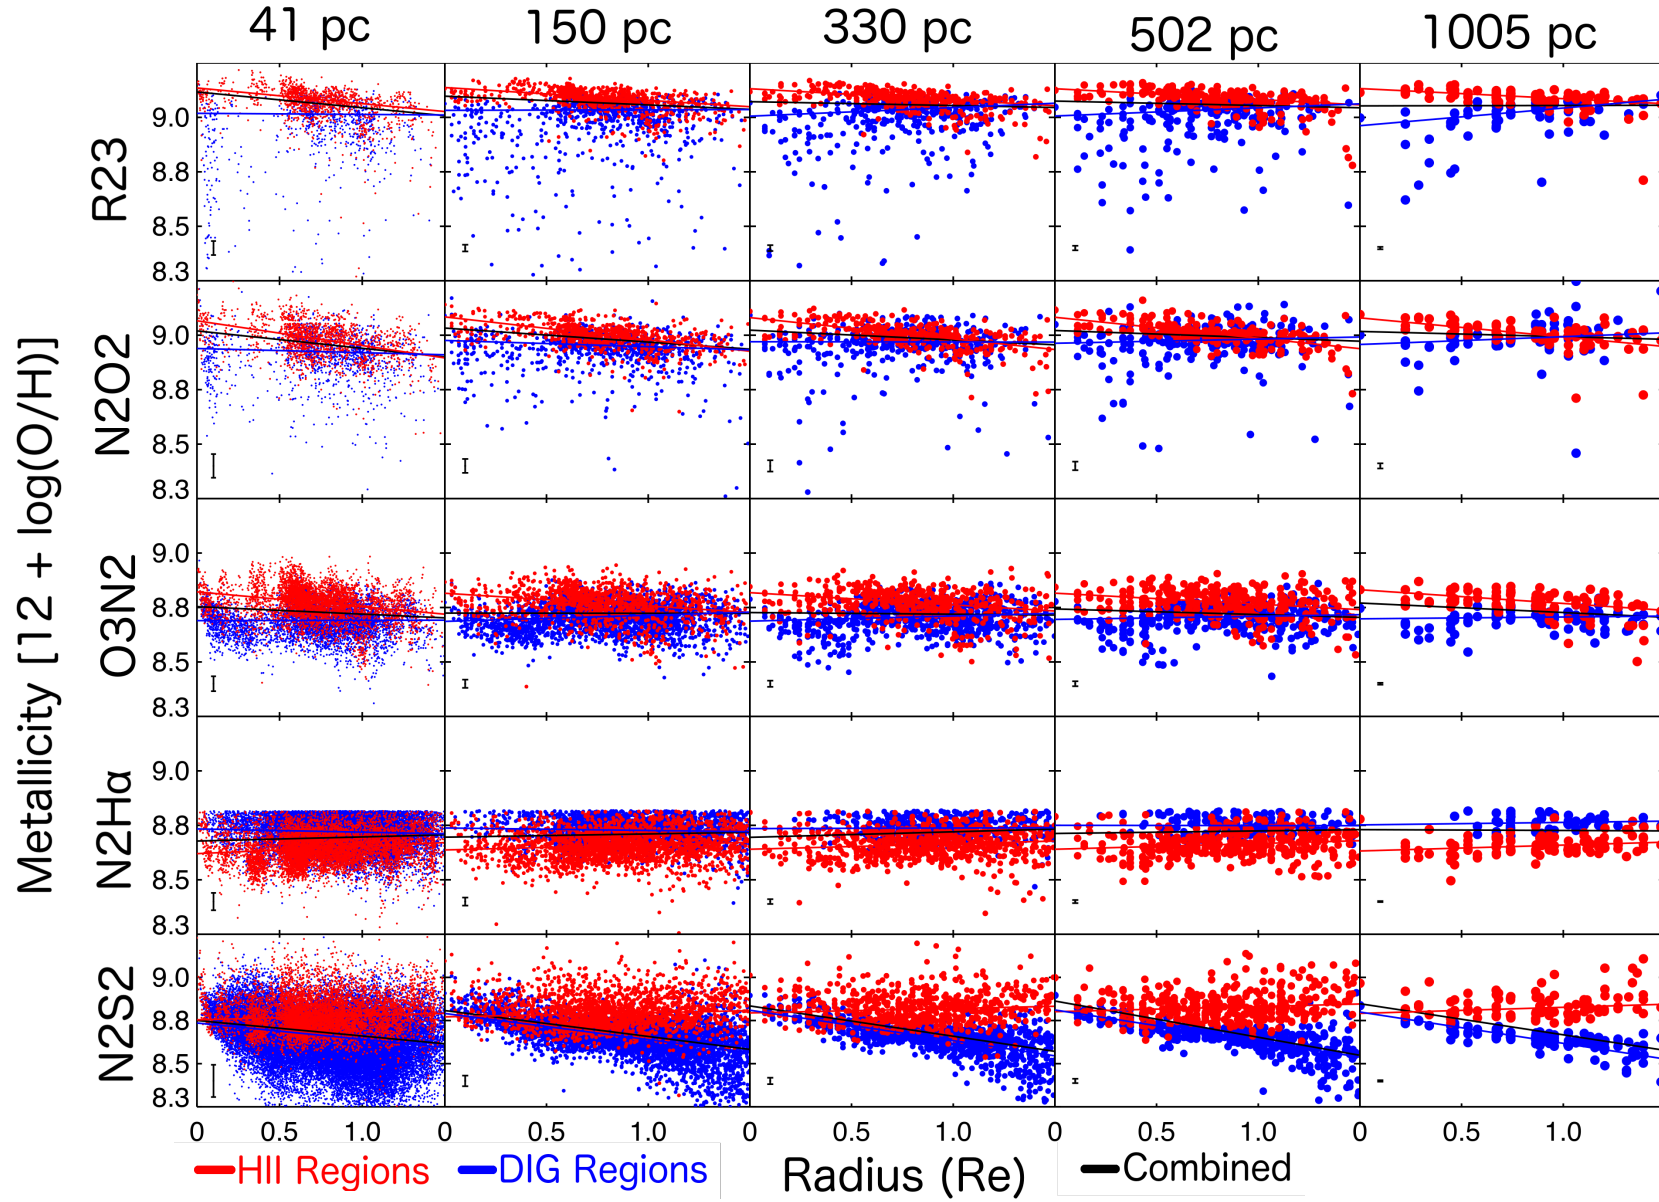 41 pc 150 pc 330 pc 502 pc 1005 pc
Metallicity [12 + log(O/H)]
R23
9.0
8.8
8.5
8.3
N2O2
9.0
8.8
8.5
8.3
O3N2
9.0
8.8
8.5
8.3
N2Hα
9.0
8.8
8.5
8.3
N2S2
9.0
8.8
8.5
8.3
0 0.5 1.0 0 0.5 1.0 0 0.5 1.0 0 0.5 1.0 0 0.5 1.0
HII Regions DIG Regions Radius (Re) Combined